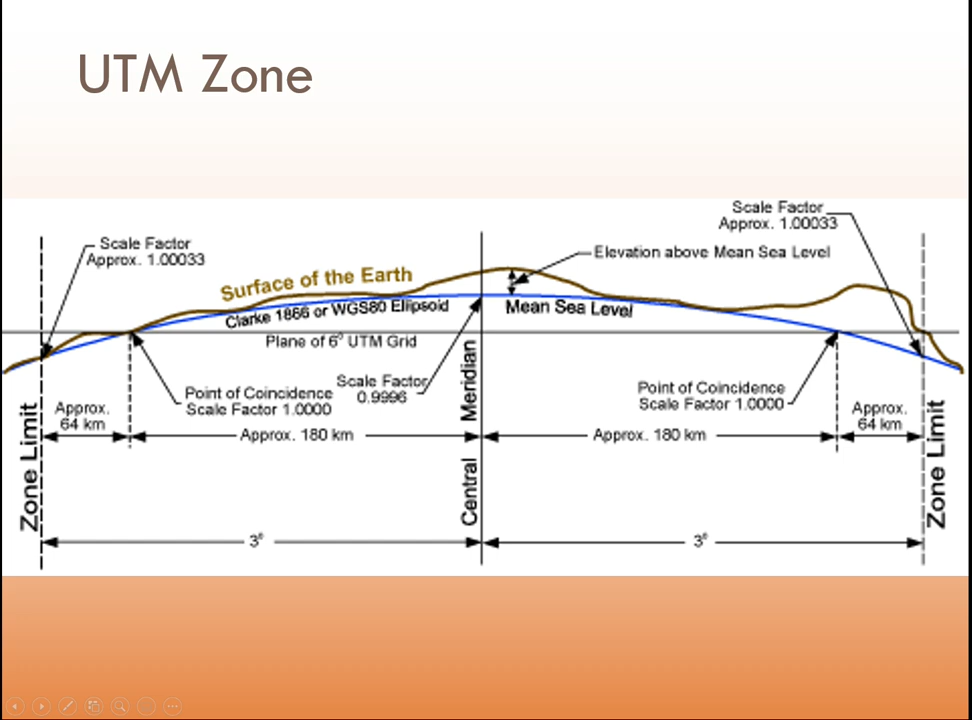 UTM Zone
Scale Factor
Approx. 1.00033
Scale Factor
Approx. 1.00033
Elevation above Mean Sea Level
Surface of the Earth
Clarke 1866 or WGS80 Ellipsoid
Mean Sea Level
Plane of 6° UTM Grid
Point of Coincidence
Scale Factor 1.0000
Scale Factor
0.9996
Central Meridian
Point of Coincidence
Scale Factor 1.0000
Approx.
64 km
Approx. 180 km
Approx. 180 km
Approx.
64 km
Zone Limit
Zone Limit
3°
3°